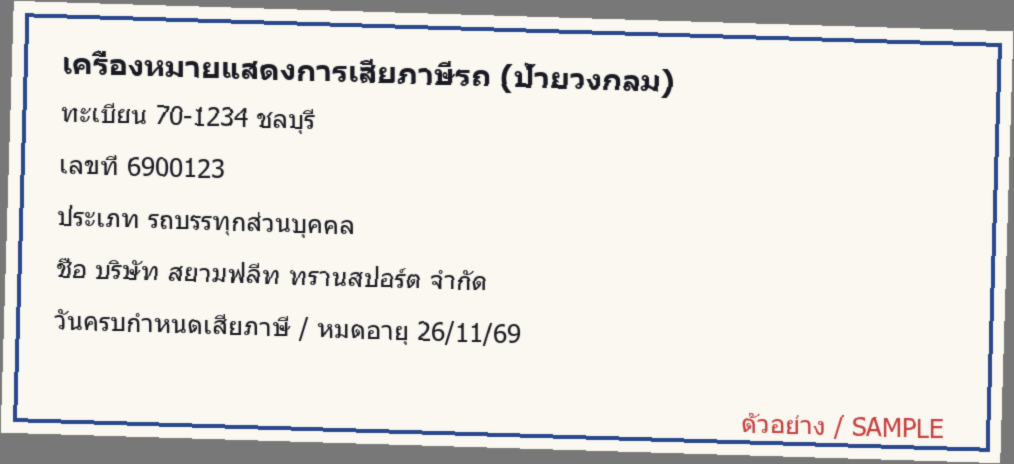 เครื่องหมายแสดงการเสียภาษีรถ (ป้ายวงกลม)
ทะเบียน 70-1234 ชลบุรี
เลขที่ 6900123
ประเภท รถบรรทุกส่วนบุคคล
ชื่อ บริษัท สยามฟลีท ทรานสปอร์ต จำกัด
วันครบกำหนดเสียภาษี / หมดอายุ 26/11/69
ตัวอย่าง / SAMPLE